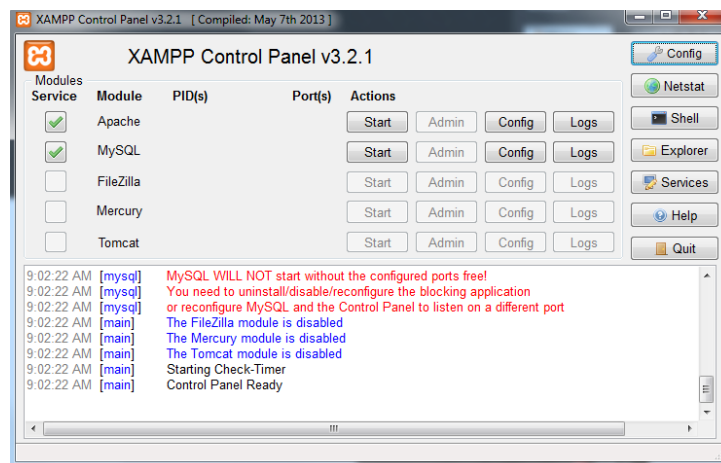 XAMPP Control Panel v3.2.1 [ Compiled: May 7th 2013 ]
XAMPP Control Panel v3.2.1
Config
Modules
Service Module PID(s) Port(s) Actions
Netstat
Apache Start Admin Config Logs
Shell
MySQL Start Admin Config Logs
Explorer
FileZilla Start Admin Config Logs
Services
Mercury Start Admin Config Logs
Help
Tomcat Start Admin Config Logs
Quit
9:02:22 AM [mysql] MySQL WILL NOT start without the configured ports free!
9:02:22 AM [mysql] You need to uninstall/disable/reconfigure the blocking application
9:02:22 AM [mysql] or reconfigure MySQL and the Control Panel to listen on a different port
9:02:22 AM [main] The FileZilla module is disabled
9:02:22 AM [main] The Mercury module is disabled
9:02:22 AM [main] The Tomcat module is disabled
9:02:22 AM [main] Starting Check-Timer
9:02:22 AM [main] Control Panel Ready